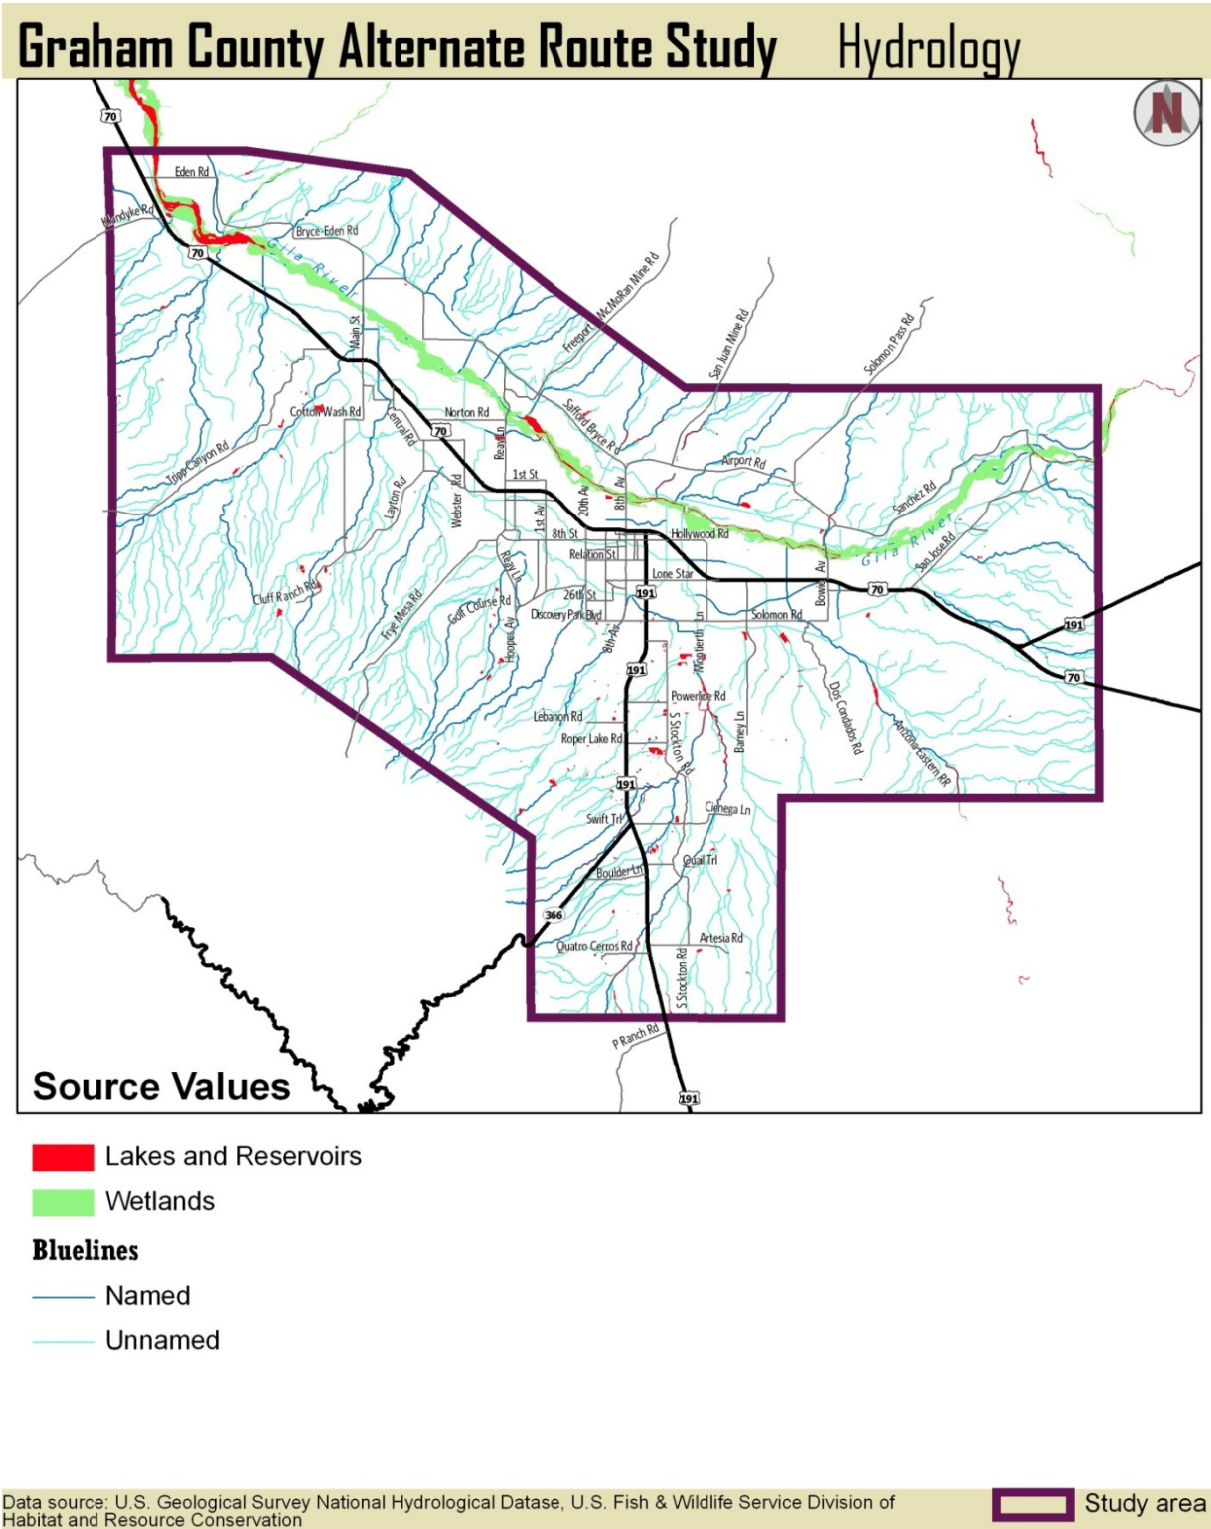 Graham County Alternate Route Study Hydrology
N
70
Eden Rd
Klondyke Rd
70
Bryce-Eden Rd
Gila River
Freeport - McMoRan Mine Rd
San Juan Mine Rd
Solomon Pass Rd
Main St
Cotton Wash Rd
Central Rd
Norton Rd
70
Reay Ln
Safford Bryce Rd
Airport Rd
Tripp Canyon Rd
Layton Rd
Webster Rd
1st St
1st Av
20th Av
8th Av
Sanchez Rd
8th St
Hollywood Rd
Gila River
San Jose Rd
Relation St
Reay Ln
Lone Star
Bowie Av
70
Cluff Ranch Rd
Frye Mesa Rd
Golf Course Rd
26th St
191
Discovery Park Blvd
Solomon Rd
191
Hoopes Av
8th Av
Montierth Ln
191
70
Powerline Rd
Lebanon Rd
S Stockton Rd
Barney Ln
Dos Condados Rd
Arizona Eastern RR
Roper Lake Rd
191
Swift Trl
Cienega Ln
Quail Trl
Boulder Ln
366
Quatro Cerros Rd
Artesia Rd
S Stockton Rd
P Ranch Rd
191
Source Values
Lakes and Reservoirs
Wetlands
Bluelines
Named
Unnamed
Data source: U.S. Geological Survey National Hydrological Datase, U.S. Fish & Wildlife Service Division of
Habitat and Resource Conservation
Study area